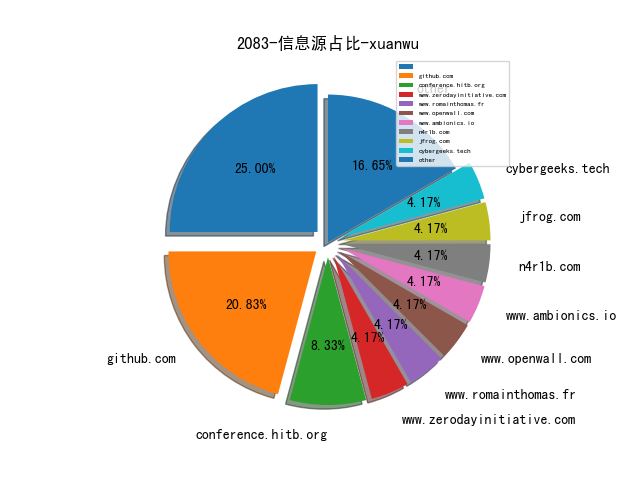 2083-信息源占比-xuanwu
github.com
conference.hitb.org
www.zerodayinitiative.com
www.romainthomas.fr
www.openwall.com
www.ambionics.io
n4r1b.com
jfrog.com
cybergeeks.tech
other
other
25.00%
16.65%
cybergeeks.tech
4.17%
jfrog.com
4.17%
4.17%
n4r1b.com
4.17%
www.ambionics.io
20.83%
4.17%
4.17%
4.17%
8.33%
github.com
www.openwall.com
www.romainthomas.fr
www.zerodayinitiative.com
conference.hitb.org